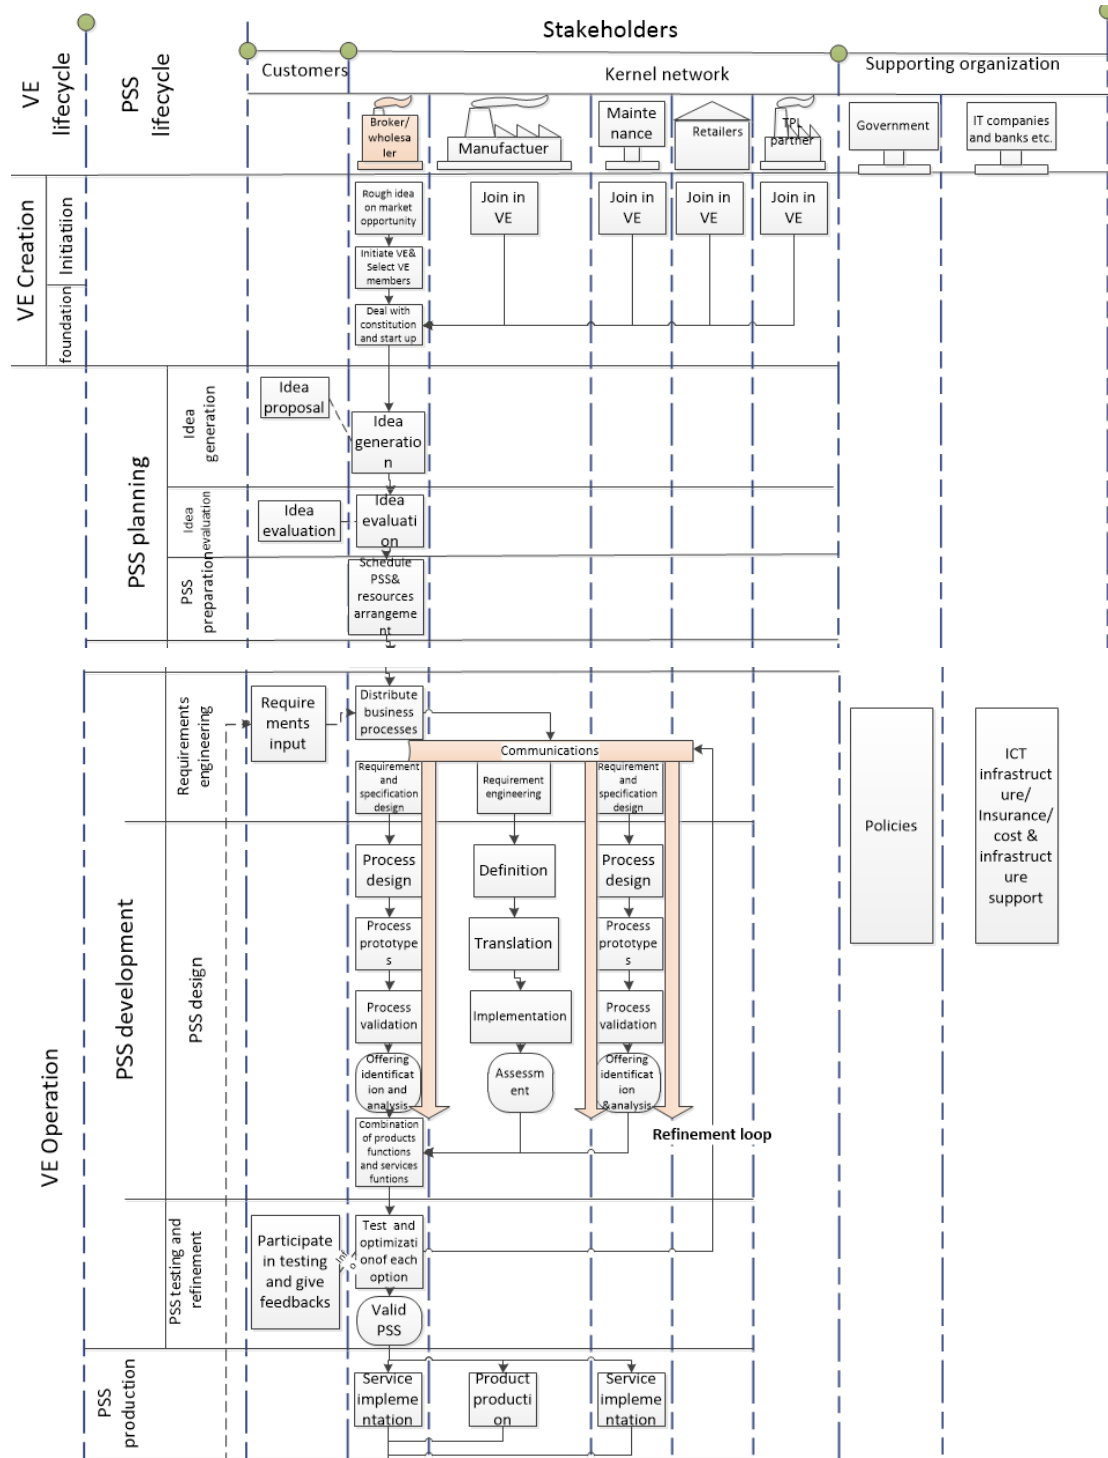 Stakeholders
VE
lifecycle
PSS
lifecycle
Customers
Kernel network
Supporting organization
Broker/
wholesa
ler
Manufactuer
Mainte
nance
Retailers
TPL
partner
Government
IT companies
and banks etc.
VE Creation
Initiation
foundation
Rough idea
on market
opportunity
Join in
VE
Join in
VE
Join in
VE
Join in
VE
Initiate VE&
Select VE
members
Deal with
constitution
and start up
PSS planning
Idea
generation
Idea
proposal
Idea
generatio
n
Idea
evaluation
Idea
evaluation
Idea
evaluati
on
PSS
preparation
Schedule
PSS&
resources
arrangeme
nt
VE Operation
PSS development
Requirements
engineering
Require
ments
input
Distribute
business
processes
Communications
Requirement
and
specification
design
Requirement
engineering
Requirement
and
specification
design
Policies
ICT
infrastruct
ure/
Insurance/
cost &
infrastruct
ure
support
PSS design
Process
design
Definition
Process
design
Process
prototype
s
Translation
Process
prototype
s
Process
validation
Implementation
Process
validation
Offering
identificat
ion and
analysis
Assessm
ent
Offering
identificat
ion
&analysis
Refinement loop
Combination
of products
functions
and services
funtions
PSS testing and
refinement
Participate
in testing
and give
feedbacks
Test and
optimizati
onof each
option
Valid
PSS
PSS
production
Service
impleme
ntation
Product
producti
on
Service
impleme
ntation